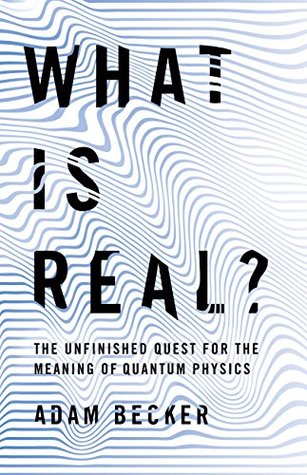 WHAT
IS
REAL?
THE UNFINISHED QUEST FOR THE
MEANING OF QUANTUM PHYSICS
ADAM BECKER